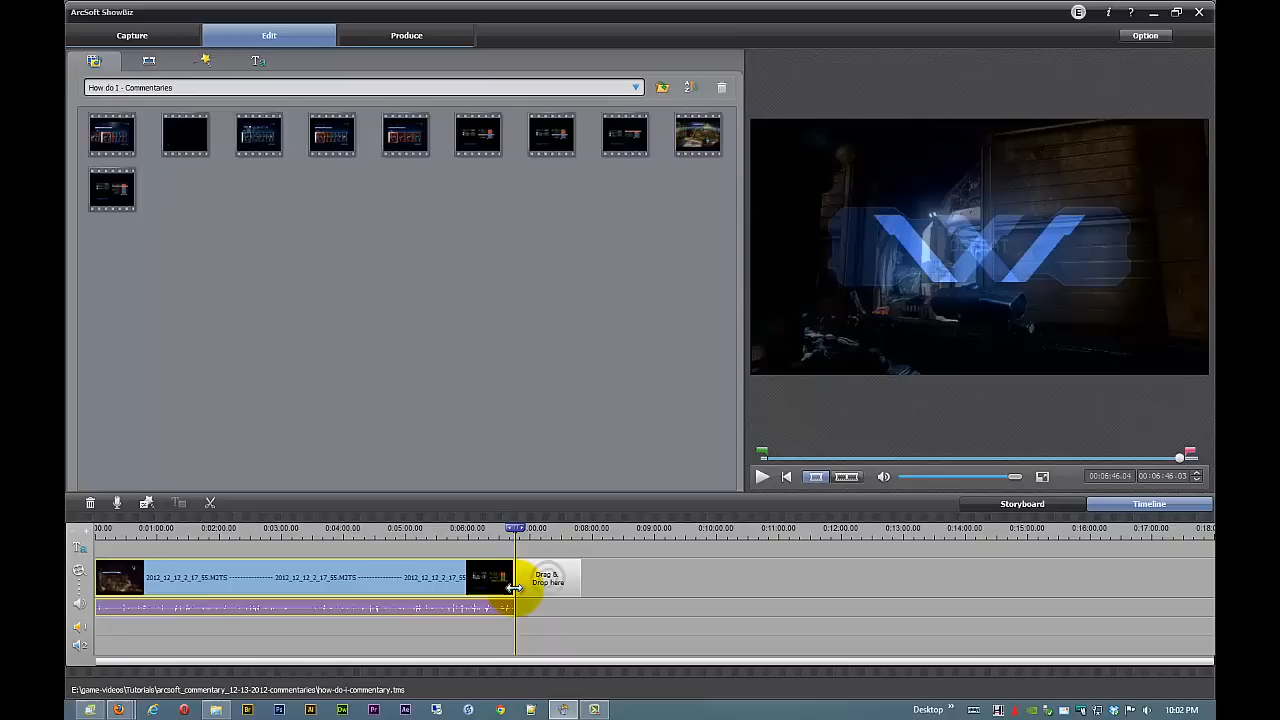 ArcSoft ShowBiz
Capture Edit Produce Option
How do I - Commentaries
DEFEAT
00:06:46.04 00:06:46-03
Storyboard Timeline
00.00 0:01:00.00 0:02:00.00 0:03:00.00 0:04:00.00 0:05:00.00 0:06:00.00 00:00 0:08:00.00 0:09:00.00 0:10:00.00 0:11:00.00 0:12:00.00 0:13:00.00 0:14:00.00 0:15:00.00 0:16:00.00 0:17:00.00 0:18:0
2012_12_12_2_17_55.M2TS --------------- 2012_12_12_2_17_55.M2TS --------------- 2012_12_12_2_17_55
Drag &
Drop here
E:\game-videos\Tutorials\arcsoft_commentary_12-13-2012-commentaries\how-do-i-commentary.tms
Desktop 10:02 PM